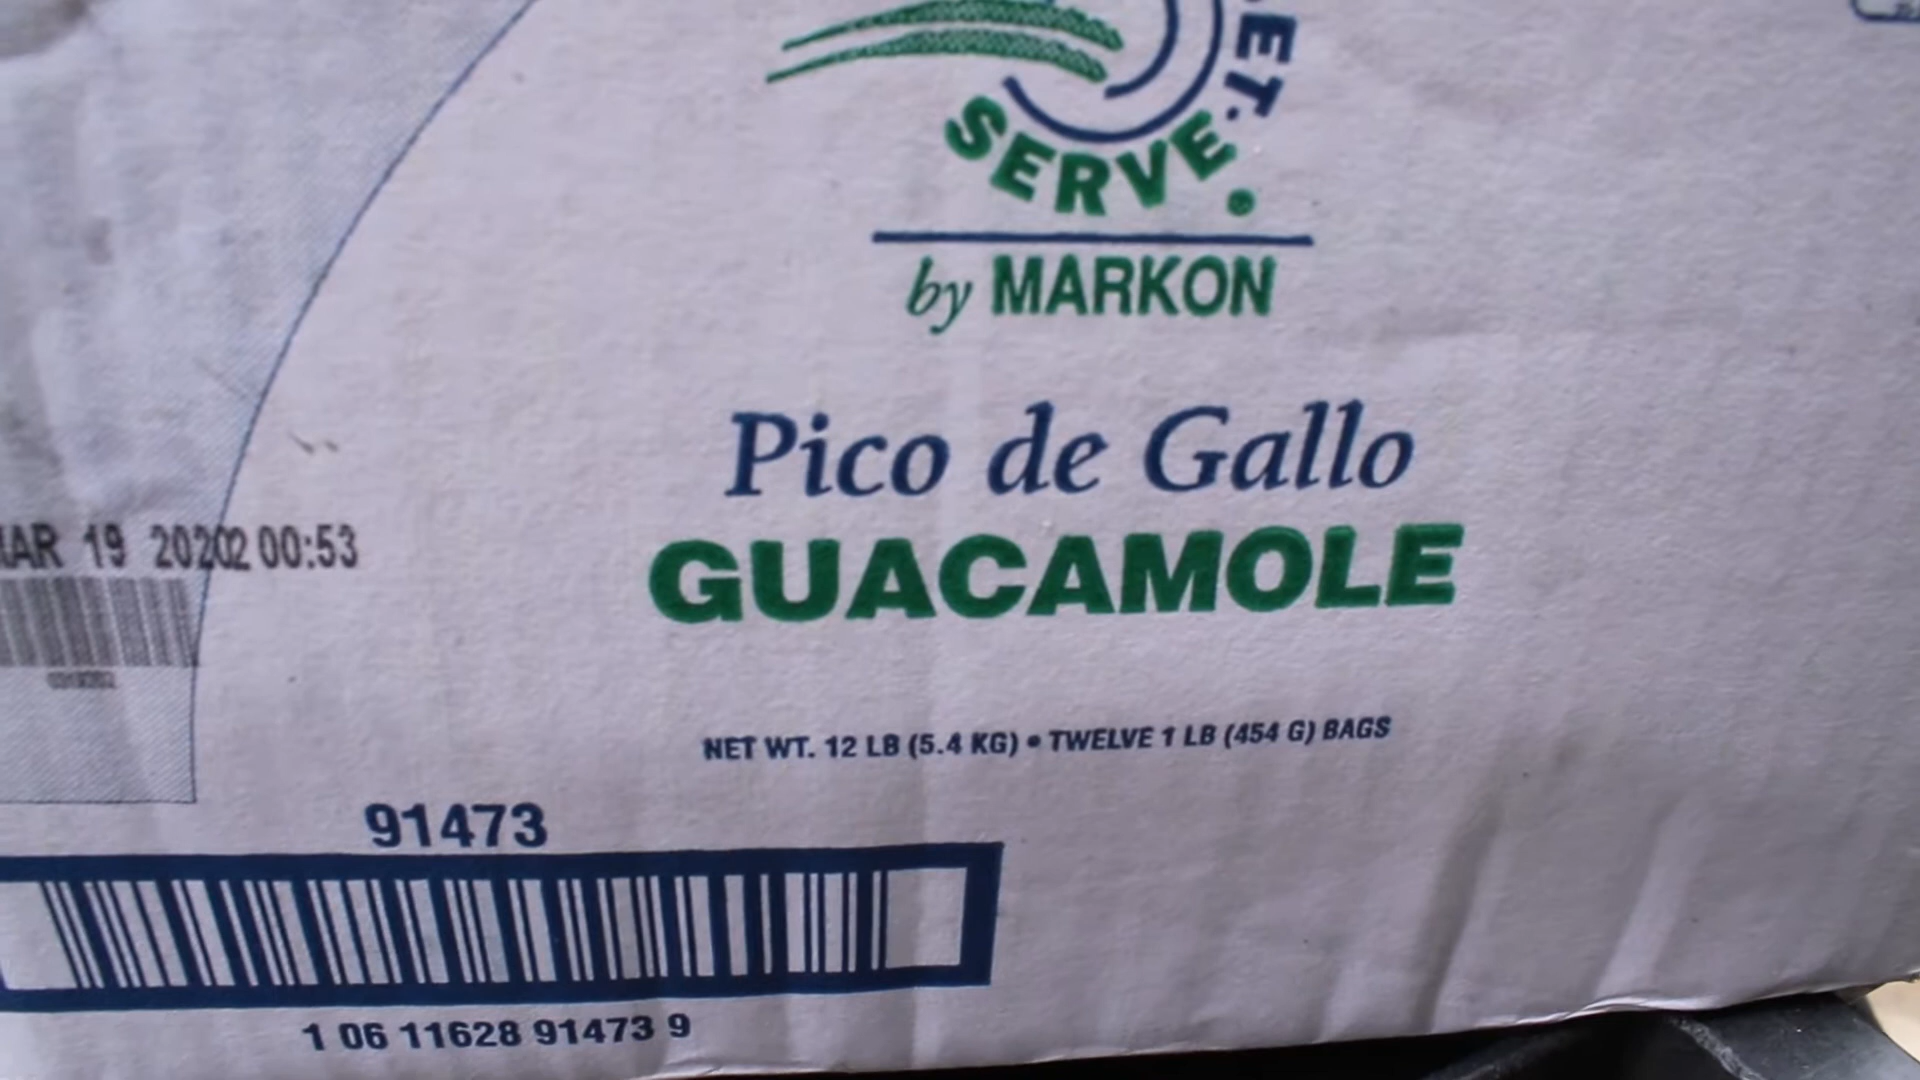 SERVE.
by MARKON
Pico de Gallo
GUACAMOLE
19 20202 00:53
NET WT. 12 LB (5.4 KG) • TWELVE 1 LB (454 G) BAGS
91473
1 06 11628 91473 9